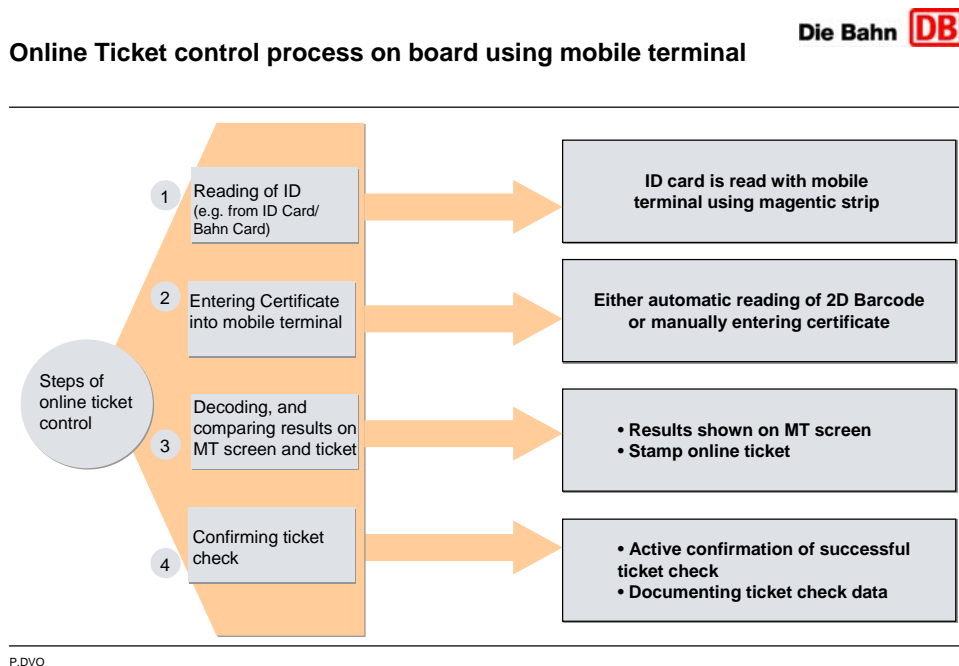 Die Bahn DB
Online Ticket control process on board using mobile terminal
Steps of
online ticket
control
1
Reading of ID
(e.g. from ID Card/
Bahn Card)
ID card is read with mobile
terminal using magentic strip
2
Entering Certificate
into mobile terminal
Either automatic reading of 2D Barcode
or manually entering certificate
3
Decoding, and
comparing results on
MT screen and ticket
• Results shown on MT screen
• Stamp online ticket
4
Confirming ticket
check
• Active confirmation of successful
ticket check
• Documenting ticket check data
P.DVO